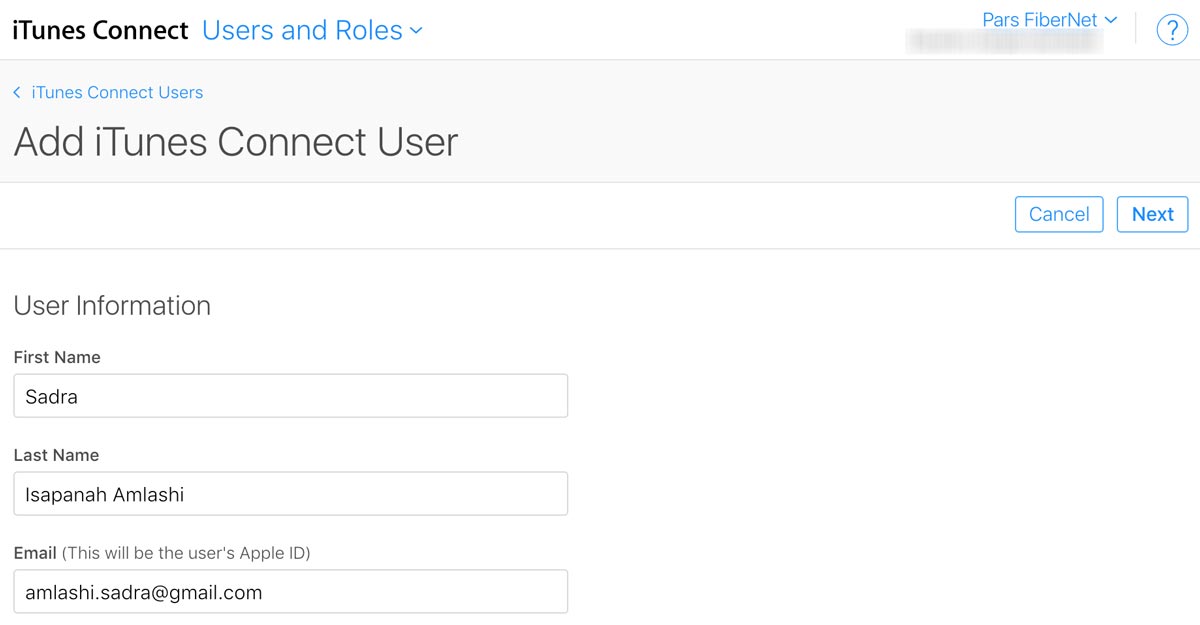 iTunes Connect Users and Roles
Pars FiberNet
?
iTunes Connect Users
Add iTunes Connect User
Cancel Next
User Information
First Name
Sadra
Last Name
Isapanah Amlashi
Email (This will be the user's Apple ID)
amlashi.sadra@gmail.com